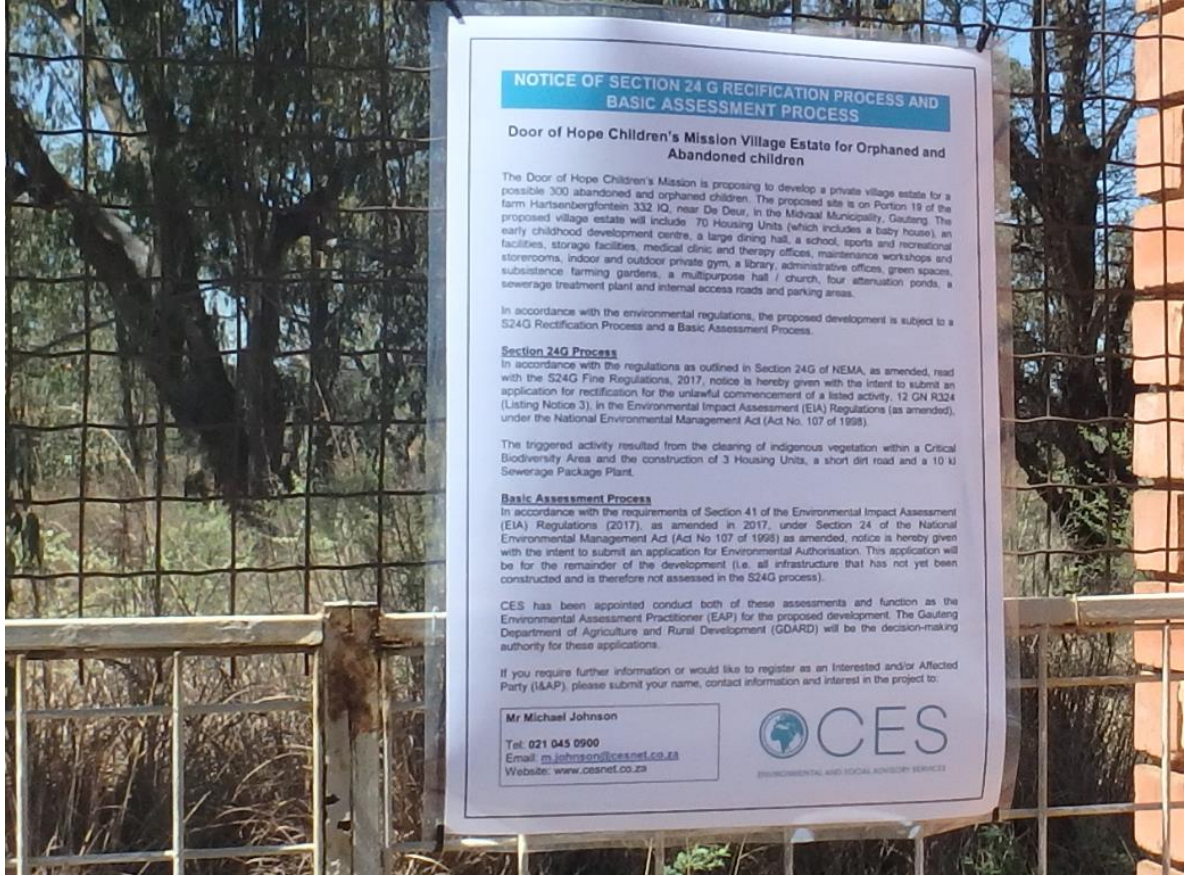 NOTICE OF SECTION 24 G RECIFICATION PROCESS AND
BASIC ASSESSMENT PROCESS
Door of Hope Children's Mission Village Estate for Orphaned and
Abandoned children
The Door of Hope Children's Mission is proposing to develop a private village estate for a
possible 300 abandoned and orphaned children. The proposed site is on Portion 19 of the
farm Hartsenbergfontein 332 IQ, near De Deur, in the Midvaal Municipality, Gauteng. The
proposed village estate will include 70 Housing Units (which includes a baby house), an
early childhood development centre, a large dining hall, a school, sports and recreational
facilities, storage facilities, medical clinic and therapy offices, maintenance workshops and
storerooms, indoor and outdoor private gym, a library, administrative offices, green spaces,
subsistence farming gardens, a multipurpose hall / church, four attenuation ponds, a
sewerage treatment plant and internal access roads and parking areas.
In accordance with the environmental regulations, the proposed development is subject to a
S24G Rectification Process and a Basic Assessment Process.
Section 24G Process
In accordance with the regulations as outlined in Section 24G of NEMA, as amended, read
with the S24G Fine Regulations, 2017, notice is hereby given with the intent to submit an
application for rectification for the unlawful commencement of a listed activity, 12 GN R324
(Listing Notice 3), in the Environmental Impact Assessment (EIA) Regulations (as amended),
under the National Environmental Management Act (Act No. 107 of 1998).
The triggered activity resulted from the clearing of indigenous vegetation within a Critical
Biodiversity Area and the construction of 3 Housing Units, a short dirt road and a 10 kl
Sewerage Package Plant.
Basic Assessment Process
In accordance with the requirements of Section 41 of the Environmental Impact Assessment
(EIA) Regulations (2017), as amended in 2017, under Section 24 of the National
Environmental Management Act (Act No 107 of 1998) as amended, notice is hereby given
with the intent to submit an application for Environmental Authorisation. This application will
be for the remainder of the development (i.e. all infrastructure that has not yet been
constructed and is therefore not assessed in the S24G process).
CES has been appointed conduct both of these assessments and function as the
Environmental Assessment Practitioner (EAP) for the proposed development. The Gauteng
Department of Agriculture and Rural Development (GDARD) will be the decision-making
authority for these applications.
If you require further information or would like to register as an Interested and/or Affected
Party (I&AP), please submit your name, contact information and interest in the project to:
Mr Michael Johnson
Tel: 021 045 0900
Email: m.johnson@cesnet.co.za
Website: www.cesnet.co.za
CES
ENVIRONMENTAL AND SOCIAL ADVISORY SERVICES